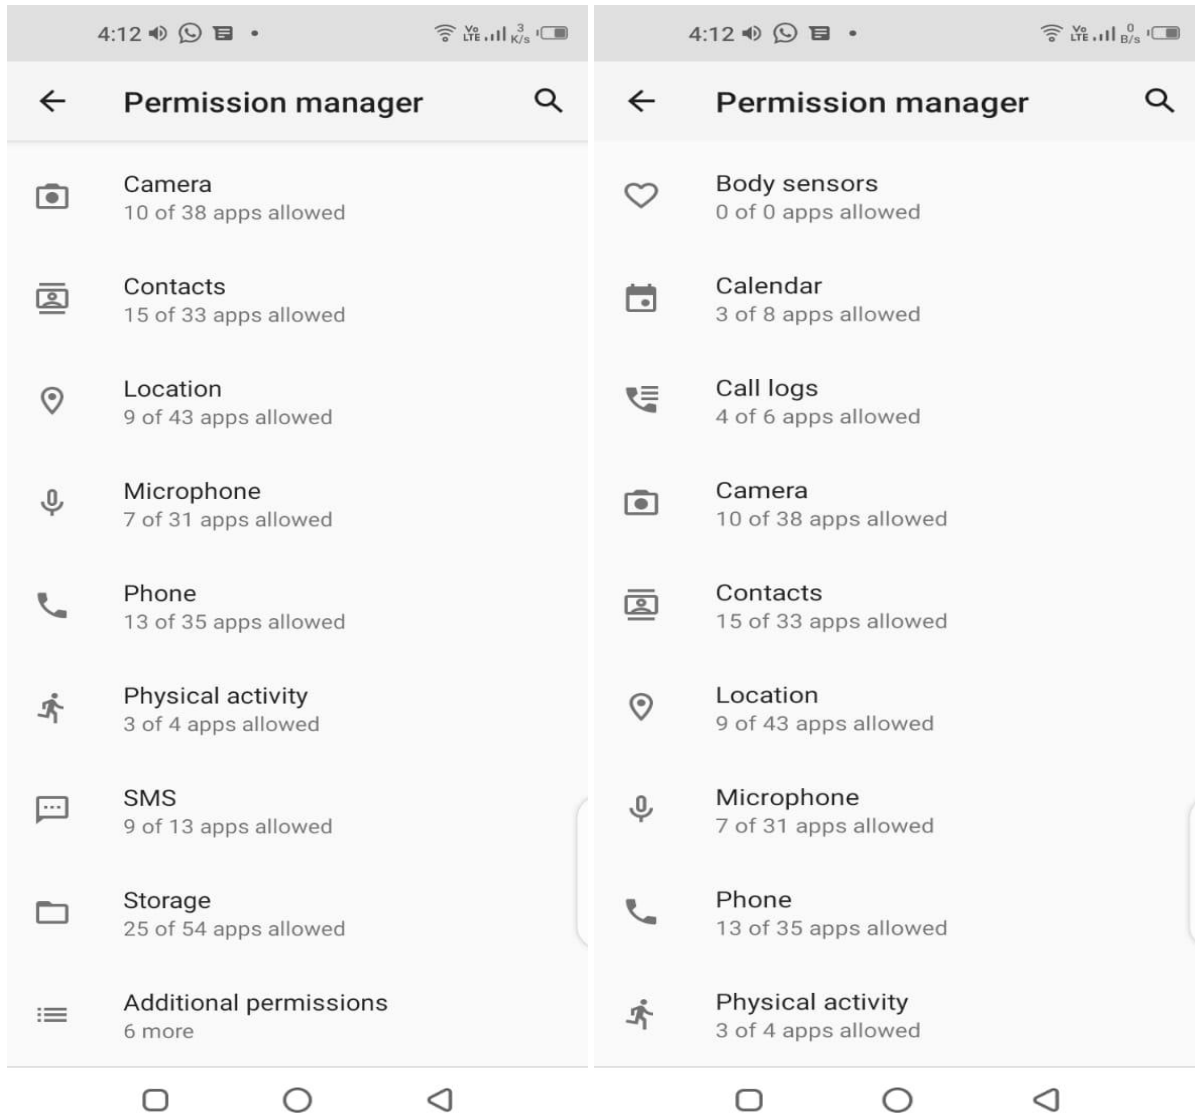 4:12
Vo
LTE
3
K/s
Permission manager
Camera
10 of 38 apps allowed
Contacts
15 of 33 apps allowed
Location
9 of 43 apps allowed
Microphone
7 of 31 apps allowed
Phone
13 of 35 apps allowed
Physical activity
3 of 4 apps allowed
SMS
9 of 13 apps allowed
Storage
25 of 54 apps allowed
Additional permissions
6 more
4:12
Vo
LTE
0
B/s
Permission manager
Body sensors
0 of 0 apps allowed
Calendar
3 of 8 apps allowed
Call logs
4 of 6 apps allowed
Camera
10 of 38 apps allowed
Contacts
15 of 33 apps allowed
Location
9 of 43 apps allowed
Microphone
7 of 31 apps allowed
Phone
13 of 35 apps allowed
Physical activity
3 of 4 apps allowed